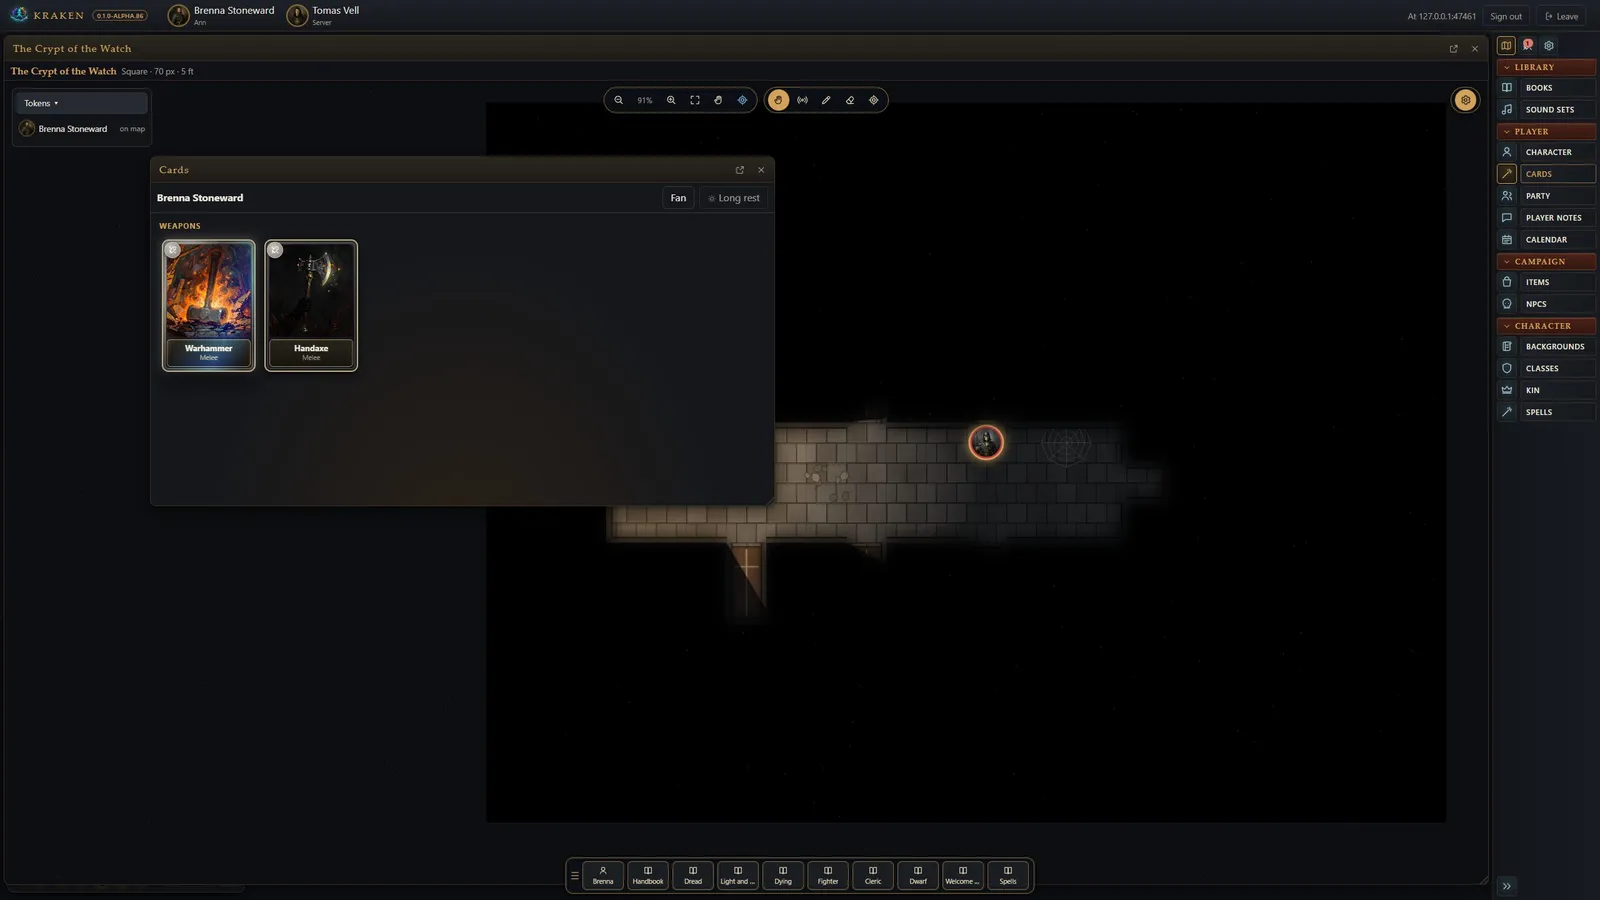 KRAKEN
0.1.0-ALPHA.86
Brenna Stoneward
Ann
Tomas Vell
Server
At 127.0.0.1:47461
Sign out
Leave
The Crypt of the Watch
The Crypt of the Watch Square · 70 px · 5 ft
Tokens
Brenna Stoneward on map
91%
Cards
Brenna Stoneward
Fan
Long rest
WEAPONS
Warhammer
Melee
Handaxe
Melee
1
LIBRARY
BOOKS
SOUND SETS
PLAYER
CHARACTER
CARDS
PARTY
PLAYER NOTES
CALENDAR
CAMPAIGN
ITEMS
NPCS
CHARACTER
BACKGROUNDS
CLASSES
KIN
SPELLS
Brenna
Handbook
Dread
Light and ...
Dying
Fighter
Cleric
Dwarf
Welcome ...
Spells